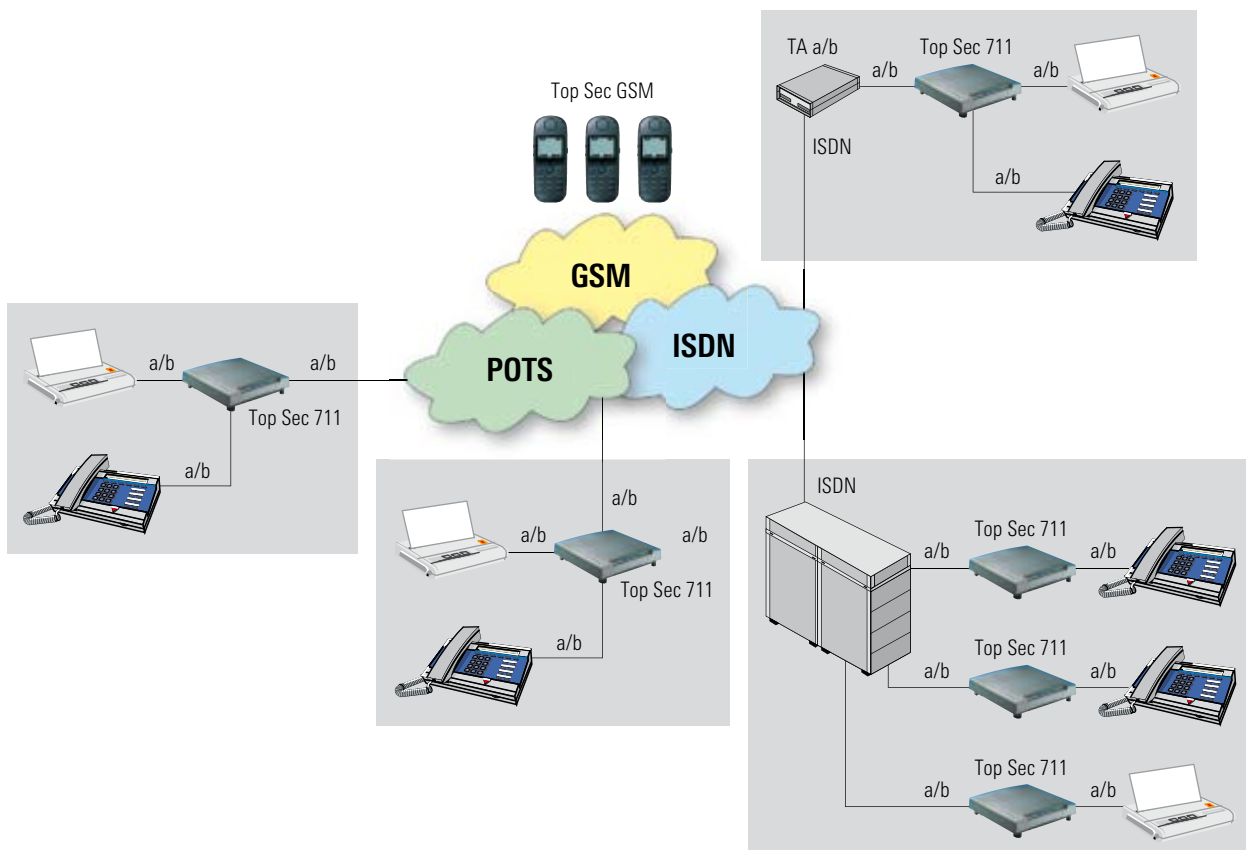 TA a/b
Top Sec 711
a/b
a/b
ISDN
a/b
Top Sec GSM
GSM
ISDN
POTS
a/b
a/b
Top Sec 711
a/b
a/b
a/b
a/b
Top Sec 711
a/b
ISDN
Top Sec 711
a/b
a/b
Top Sec 711
a/b
a/b
Top Sec 711
a/b
a/b